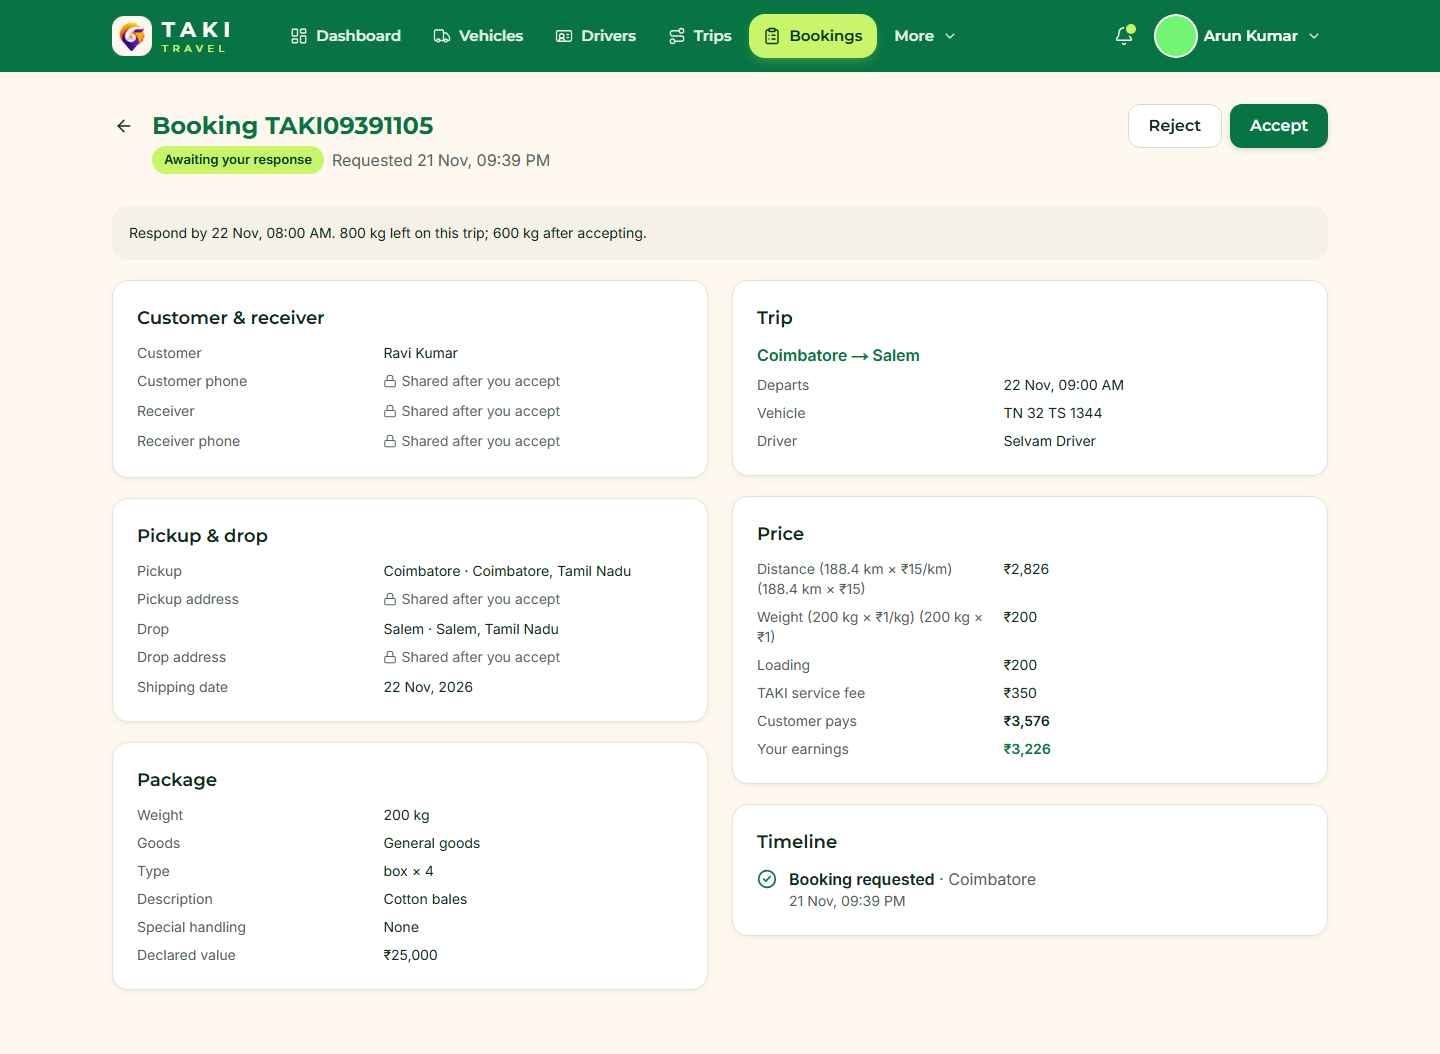 TAKI
TRAVEL
Dashboard
Vehicles
Drivers
Trips
Bookings
More
Arun Kumar
Booking TAKI09391105
Reject
Accept
Awaiting your response
Requested 21 Nov, 09:39 PM
Respond by 22 Nov, 08:00 AM. 800 kg left on this trip; 600 kg after accepting.
Customer & receiver
Customer Ravi Kumar
Customer phone Shared after you accept
Receiver Shared after you accept
Receiver phone Shared after you accept
Pickup & drop
Pickup Coimbatore · Coimbatore, Tamil Nadu
Pickup address Shared after you accept
Drop Salem · Salem, Tamil Nadu
Drop address Shared after you accept
Shipping date 22 Nov, 2026
Package
Weight 200 kg
Goods General goods
Type box × 4
Description Cotton bales
Special handling None
Declared value ₹25,000
Trip
Coimbatore → Salem
Departs 22 Nov, 09:00 AM
Vehicle TN 32 TS 1344
Driver Selvam Driver
Price
Distance (188.4 km × ₹15/km) ₹2,826
(188.4 km × ₹15)
Weight (200 kg × ₹1/kg) (200 kg × ₹200
₹1)
Loading ₹200
TAKI service fee ₹350
Customer pays ₹3,576
Your earnings ₹3,226
Timeline
Booking requested · Coimbatore
21 Nov, 09:39 PM